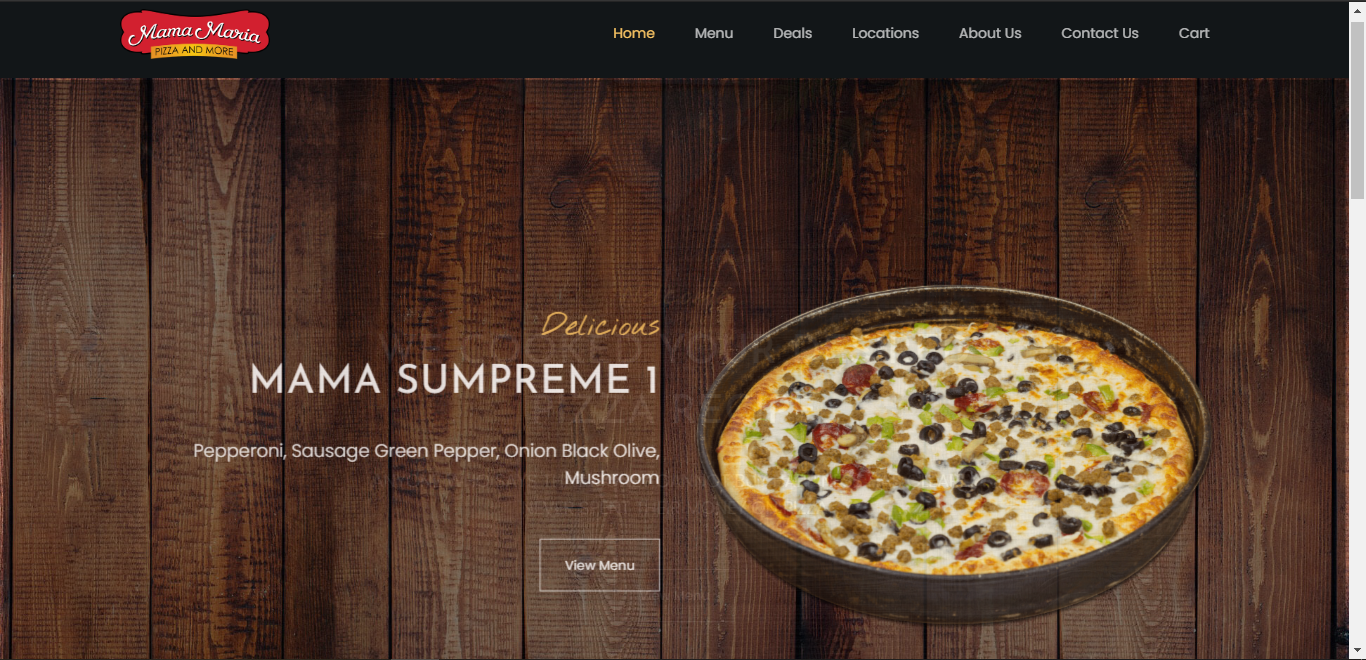 Mama Maria
PIZZA AND MORE
Home
Menu
Deals
Locations
About Us
Contact Us
Cart
Delicious
MAMA SUMPREME 1
Pepperoni, Sausage Green Pepper, Onion Black Olive,
Mushroom
View Menu